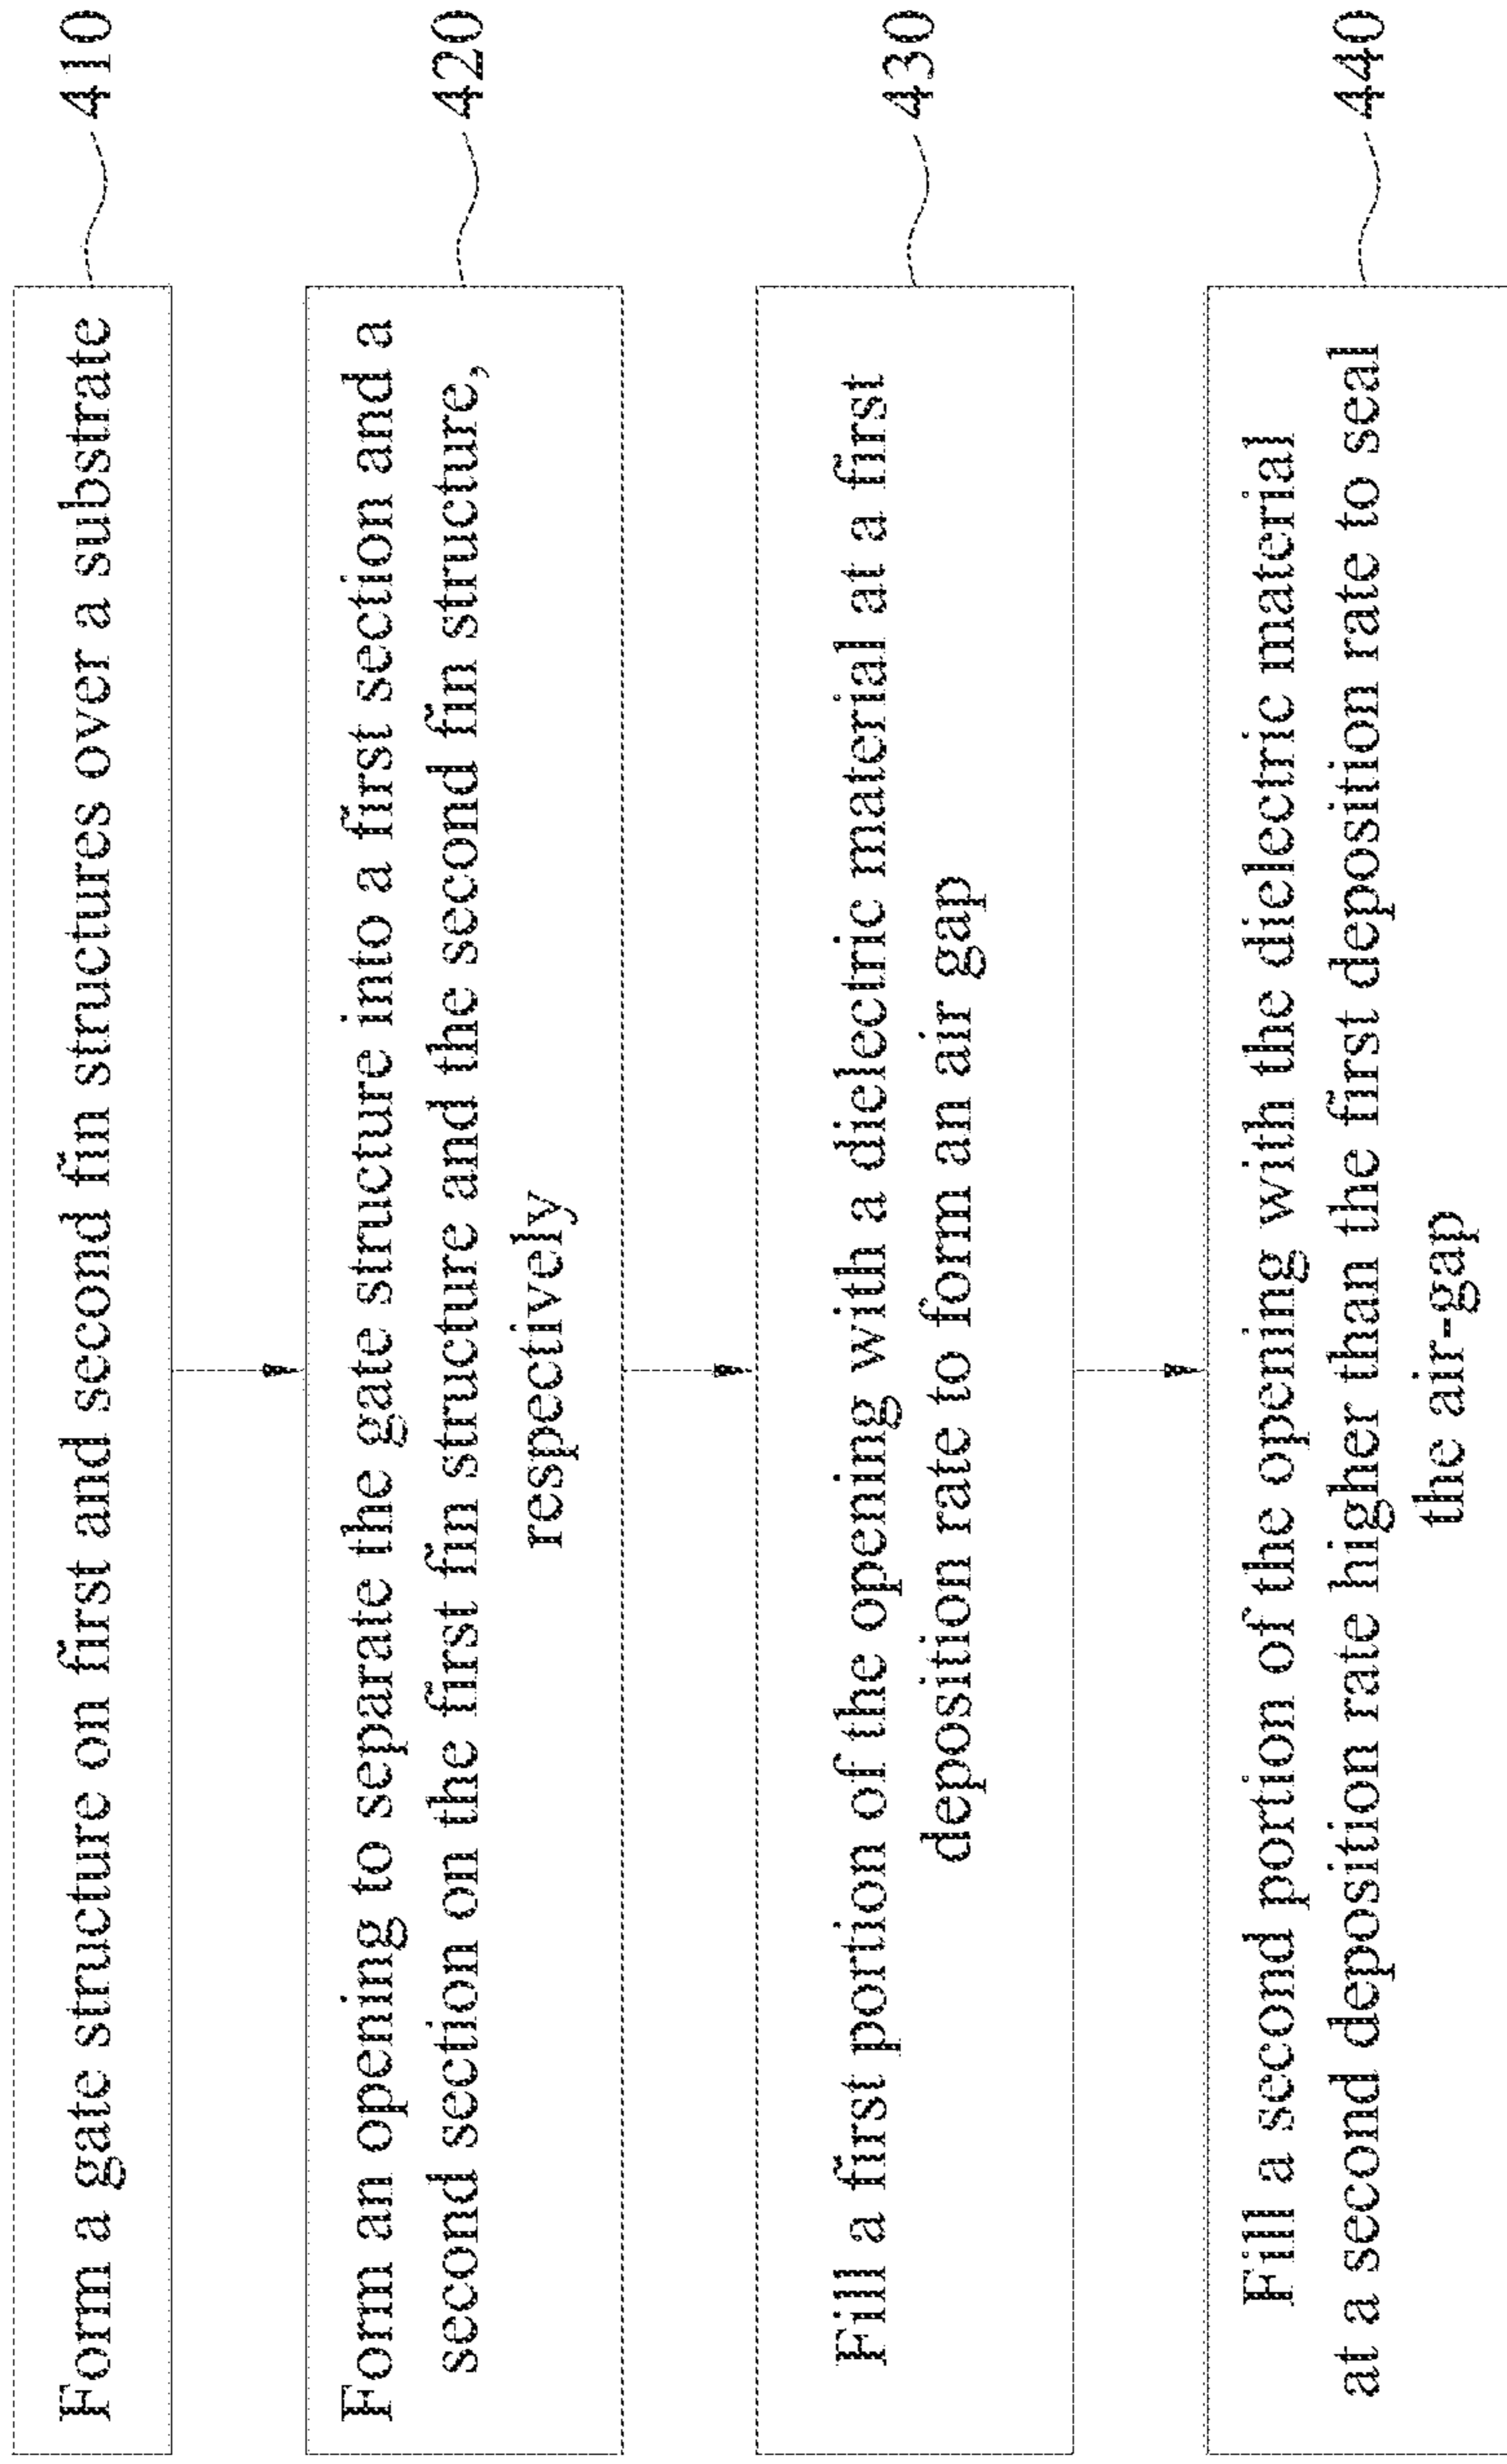 Form a gate structure on first and second fin structures over a substrate
410
Form an opening to separate the gate structure into a first section and a
second section on the first fin structure and the second fin structure,
respectively
420
Fill a first portion of the opening with a dielectric material at a first
deposition rate to form an air gap
430
Fill a second portion of the opening with the dielectric material
at a second deposition rate higher than the first deposition rate to seal
the air-gap
440